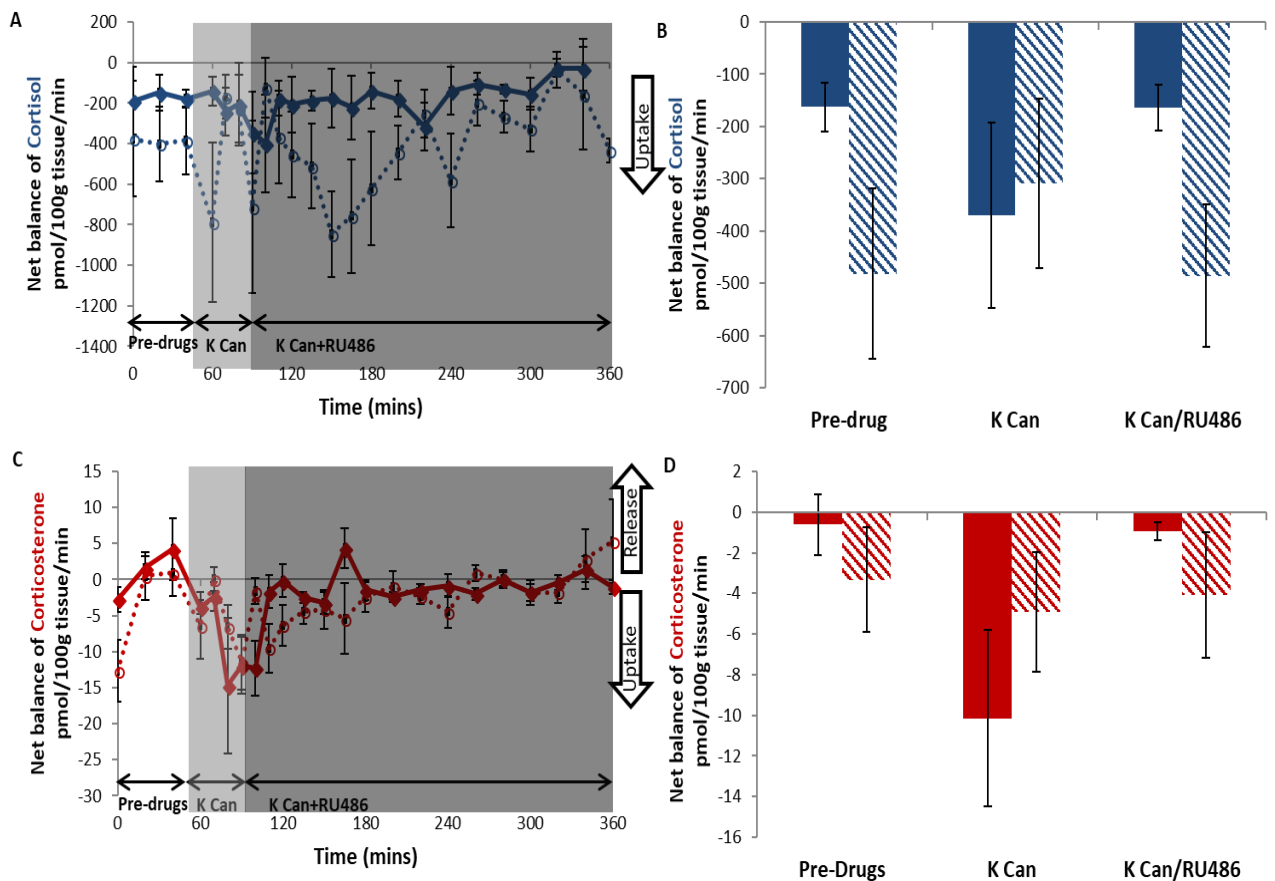 A
Net balance of Cortisol
pmol/100g tissue/min
200
0
-200
-400
-600
-800
-1000
-1200
-1400
Uptake
Pre-drugs K Can K Can+RU486
0 60 120 180 240 300 360
Time (mins)
B
Net balance of Cortisol
pmol/100g tissue/min
0
-100
-200
-300
-400
-500
-600
-700
Pre-drug K Can K Can/RU486
C
Net balance of Corticosterone
pmol/100g tissue/min
15
10
5
0
-5
-10
-15
-20
-25
-30
Release
Uptake
Pre-drugs K Can K Can+RU486
0 60 120 180 240 300 360
Time (mins)
D
Net balance of Corticosterone
pmol/100g tissue/min
2
0
-2
-4
-6
-8
-10
-12
-14
-16
Pre-Drugs K Can K Can/RU486